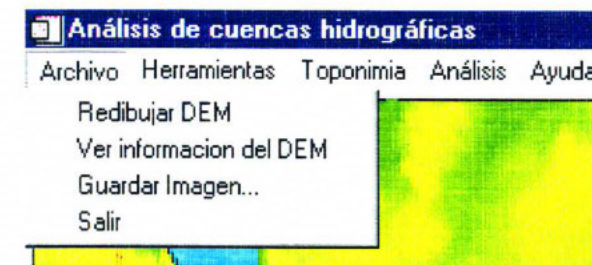 Análisis de cuencas hidrográficas
Archivo Herramientas Toponimia Análisis Ayuda
Redibujar DEM
Ver informacion del DEM
Guardar Imagen...
Salir